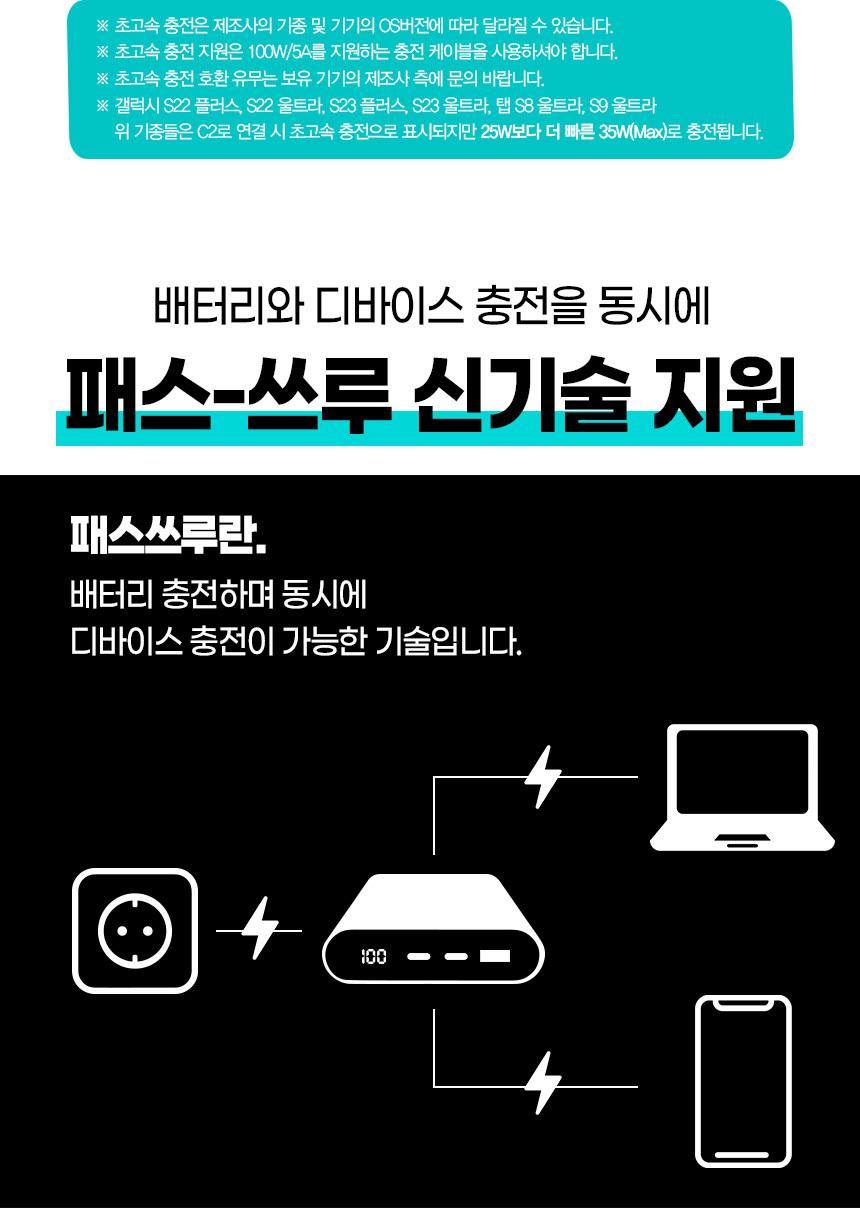 ※ 초고속 충전은 제조사의 기종 및 기기의 OS버전에 따라 달라질 수 있습니다.
※ 초고속 충전 지원은 100W/5A를 지원하는 충전 케이블을 사용하셔야 합니다.
※ 초고속 충전 호환 유무는 보유 기기의 제조사 측에 문의 바랍니다.
※ 갤럭시 S22 플러스, S22 울트라, S23 플러스, S23 울트라, 탭 S8 울트라, S9 울트라
위 기종들은 C2로 연결 시 초고속 충전으로 표시되지만 25W보다 더 빠른 35W(Max)로 충전됩니다.
배터리와 디바이스 충전을 동시에
패스-쓰루 신기술 지원
패스쓰루란.
배터리 충전하며 동시에
디바이스 충전이 가능한 기술입니다.
100